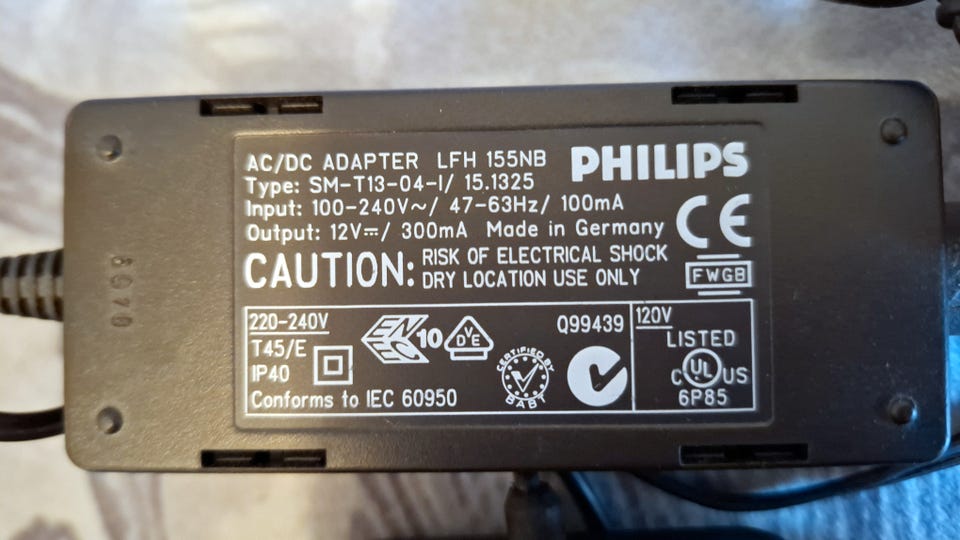 AC/DC ADAPTER LFH 155NB PHILIPS
Type: SM-T13-04-I/ 15.1325
Input: 100-240V~/ 47-63Hz/ 100mA
Output: 12V⎓/ 300mA Made in Germany
CE
CAUTION: RISK OF ELECTRICAL SHOCK
DRY LOCATION USE ONLY
FWGB
220-240V
T45/E
IP40
Conforms to IEC 60950
ENEC 10
VDE
CERTIFIED BY BABT
Q99439
120V
LISTED
C UL US
6P85